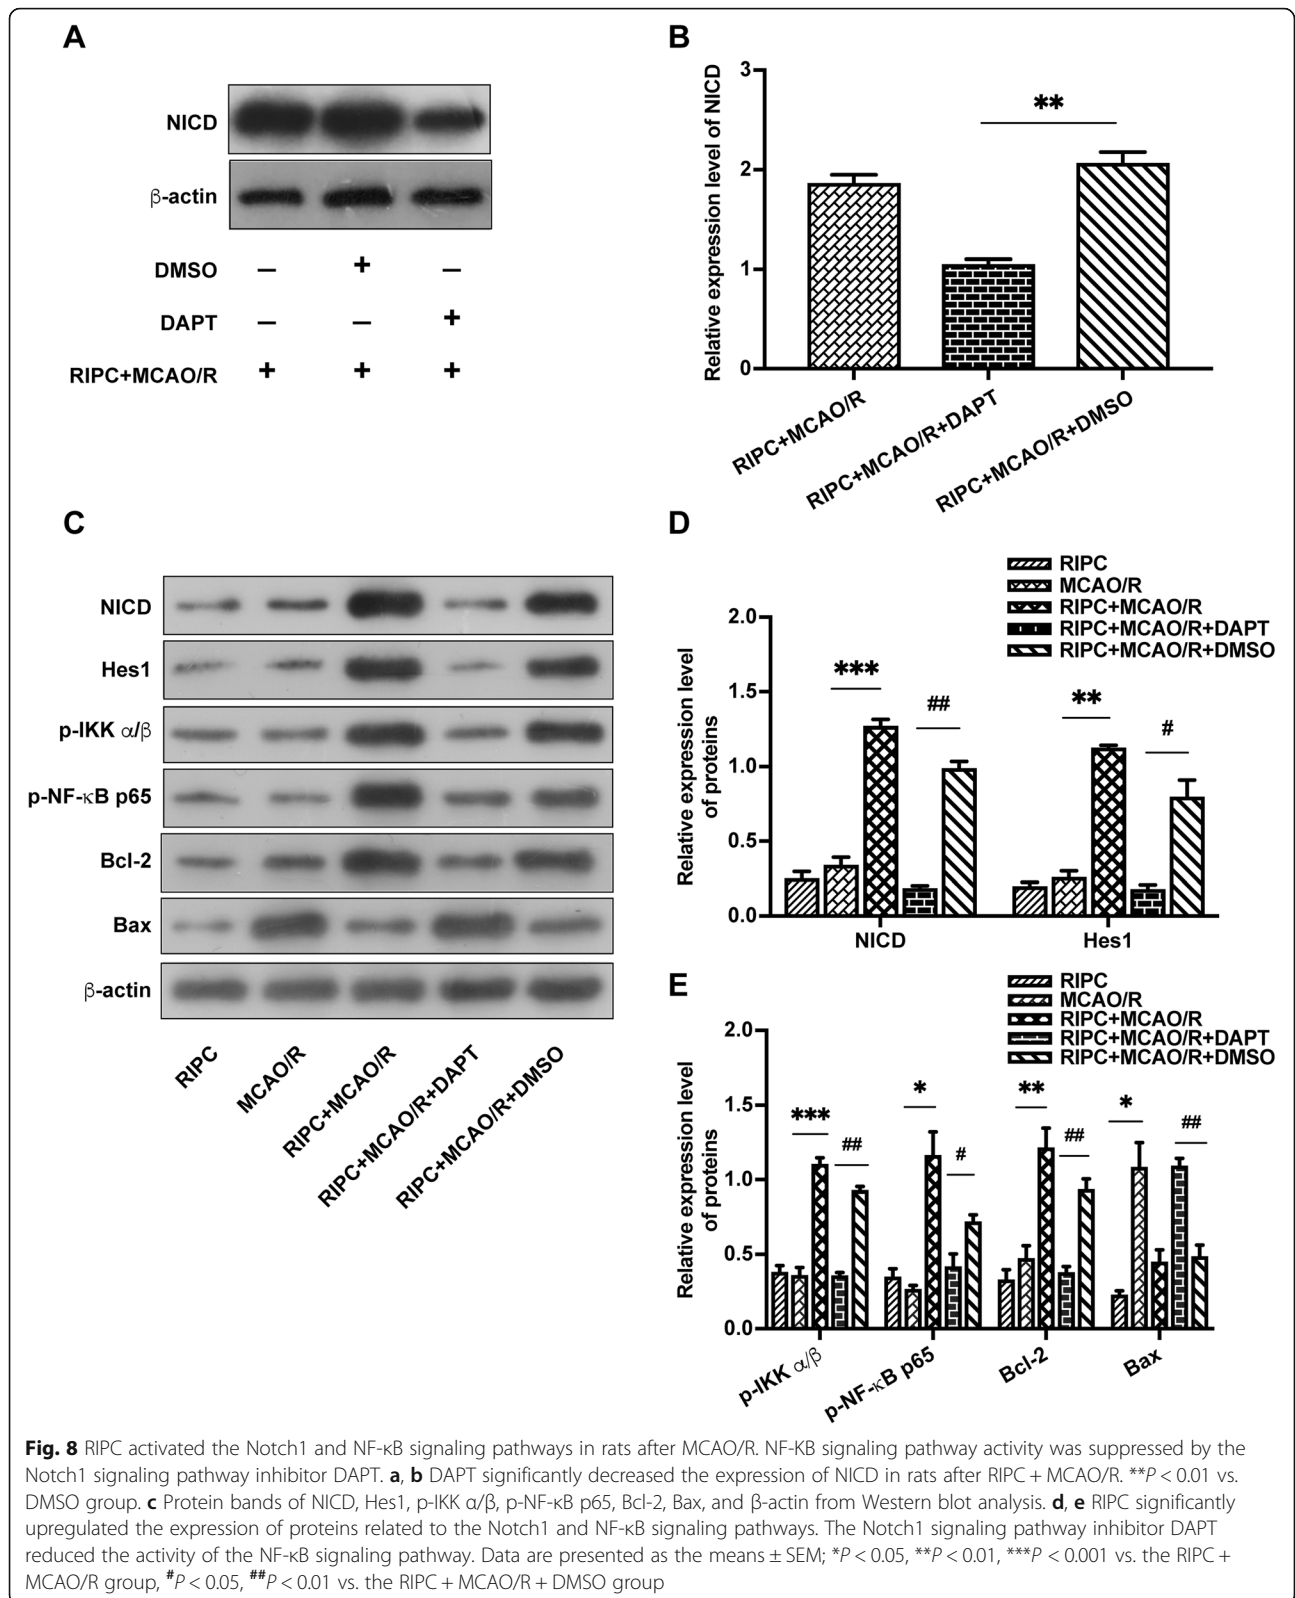 A
NICD
β-actin
DMSO – + –
DAPT – – +
RIPC+MCAO/R + + +
B
Relative expression level of NICD
3
2
1
0
**
RIPC+MCAO/R
RIPC+MCAO/R+DAPT
RIPC+MCAO/R+DMSO
C
NICD
Hes1
p-IKK α/β
p-NF-κB p65
Bcl-2
Bax
β-actin
RIPC
MCAO/R
RIPC+MCAO/R
RIPC+MCAO/R+DAPT
RIPC+MCAO/R+DMSO
D
RIPC
MCAO/R
RIPC+MCAO/R
RIPC+MCAO/R+DAPT
RIPC+MCAO/R+DMSO
Relative expression level
of proteins
2.0
1.5
1.0
0.5
0.0
***
##
**
#
NICD
Hes1
E
RIPC
MCAO/R
RIPC+MCAO/R
RIPC+MCAO/R+DAPT
RIPC+MCAO/R+DMSO
Relative expression level
of proteins
2.0
1.5
1.0
0.5
0.0
***
##
*
#
**
##
*
##
p-IKK α/β
p-NF-κB p65
Bcl-2
Bax
Fig. 8 RIPC activated the Notch1 and NF-κB signaling pathways in rats after MCAO/R. NF-KB signaling pathway activity was suppressed by the
Notch1 signaling pathway inhibitor DAPT. a, b DAPT significantly decreased the expression of NICD in rats after RIPC + MCAO/R. **P < 0.01 vs.
DMSO group. c Protein bands of NICD, Hes1, p-IKK α/β, p-NF-κB p65, Bcl-2, Bax, and β-actin from Western blot analysis. d, e RIPC significantly
upregulated the expression of proteins related to the Notch1 and NF-κB signaling pathways. The Notch1 signaling pathway inhibitor DAPT
reduced the activity of the NF-κB signaling pathway. Data are presented as the means ± SEM; *P < 0.05, **P < 0.01, ***P < 0.001 vs. the RIPC +
MCAO/R group, #P < 0.05, ##P < 0.01 vs. the RIPC + MCAO/R + DMSO group